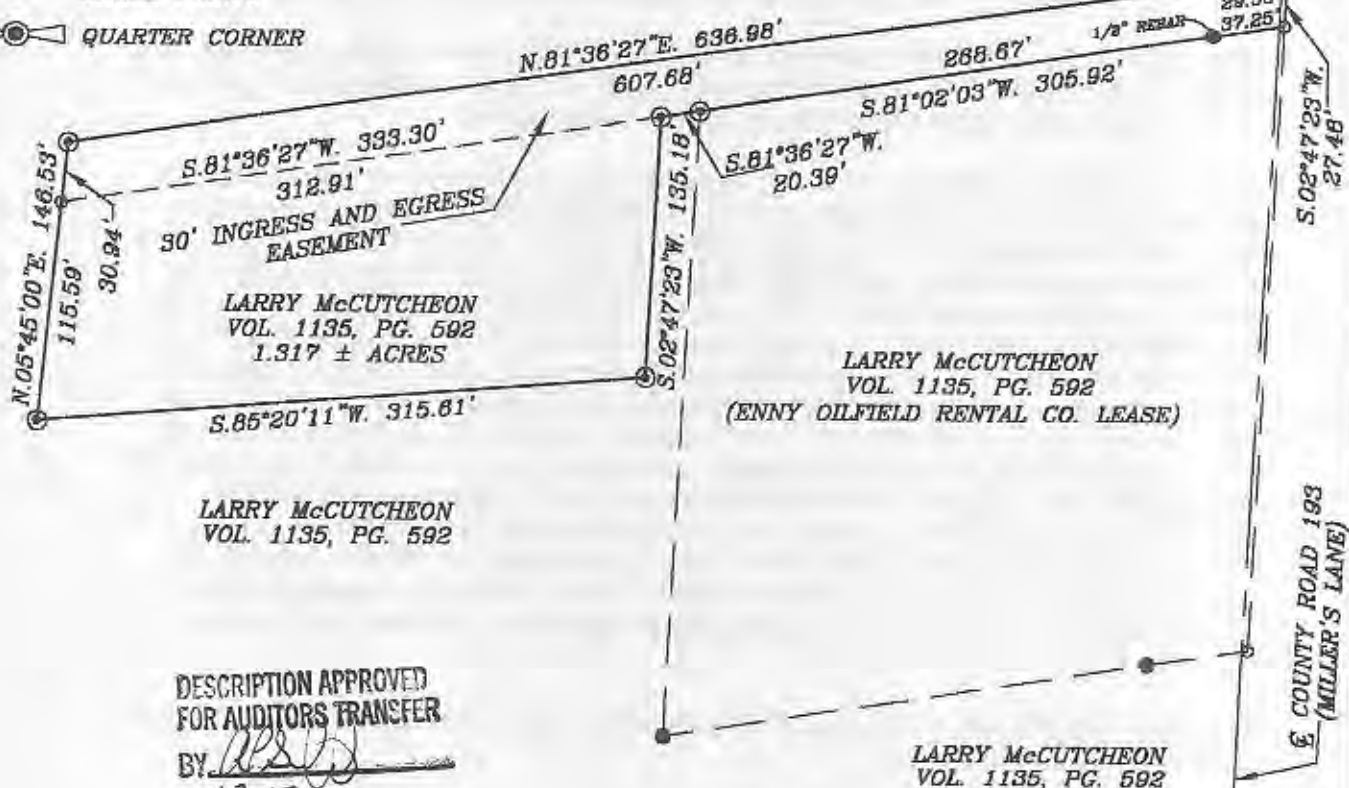 QUARTER CORNER
N.81°36'27"E. 636.98'
607.68'
1/2" REBAR
37.25'
268.67'
S.81°02'03"W. 305.92'
S.02°47'23"W.
27.48'
S.81°36'27"W. 333.30'
312.91'
S.81°36'27"W.
20.39'
30' INGRESS AND EGRESS
EASEMENT
N.05°45'00"E. 146.53'
115.59'
30.94'
S.02°47'23"W. 135.18'
LARRY McCUTCHEON
VOL. 1135, PG. 592
1.317 ± ACRES
S.85°20'11"W. 315.61'
LARRY McCUTCHEON
VOL. 1135, PG. 592
(ENNY OILFIELD RENTAL CO. LEASE)
LARRY McCUTCHEON
VOL. 1135, PG. 592
℄ COUNTY ROAD 193
(MILLER'S LANE)
DESCRIPTION APPROVED
FOR AUDITORS TRANSFER
BY
LARRY McCUTCHEON
VOL. 1135, PG. 592